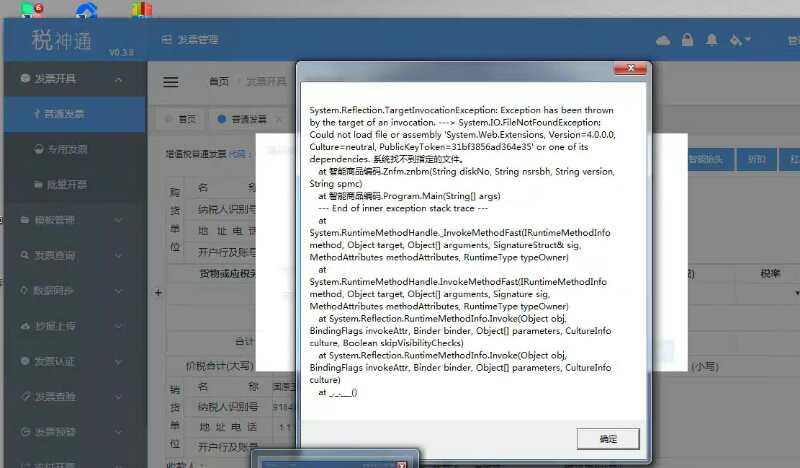 6
税神通 V0.3.8
发票管理
发票开具
首页 / 发票开具
普通发票
首页 普通发票
System.Reflection.TargetInvocationException: Exception has been thrown
by the target of an invocation. ---> System.IO.FileNotFoundException:
Could not load file or assembly 'System.Web.Extensions, Version=4.0.0.0,
Culture=neutral, PublicKeyToken=31bf3856ad364e35' or one of its
dependencies. 系统找不到指定的文件。
at 智能商品编码.Znfm.znbm(String diskNo, String nsrsbh, String version,
String spmc)
at 智能商品编码.Program.Main(String[] args)
--- End of inner exception stack trace ---
at
System.RuntimeMethodHandle._InvokeMethodFast(IRuntimeMethodInfo
method, Object target, Object[] arguments, SignatureStruct& sig,
MethodAttributes methodAttributes, RuntimeType typeOwner)
at
System.RuntimeMethodHandle.InvokeMethodFast(IRuntimeMethodInfo
method, Object target, Object[] arguments, Signature sig,
MethodAttributes methodAttributes, RuntimeType typeOwner)
at System.Reflection.RuntimeMethodInfo.Invoke(Object obj,
BindingFlags invokeAttr, Binder binder, Object[] parameters, CultureInfo
culture, Boolean skipVisibilityChecks)
at System.Reflection.RuntimeMethodInfo.Invoke(Object obj,
BindingFlags invokeAttr, Binder binder, Object[] parameters, CultureInfo
culture)
确定
专用发票
批量开票
模板管理
发票查询
数据同步
抄报上传
发票认证
发票查验
发票预警
增值税普通发票 代码：
智能抬头 折扣
购货单位
名 称
纳税人识别号
地 址 电 话
开户行及账号
货物或应税
税率
合计
价税合计(大写)
(小写)
销货单位
名 称
纳税人识别号
地 址 电 话
开户行及账号
收款人：